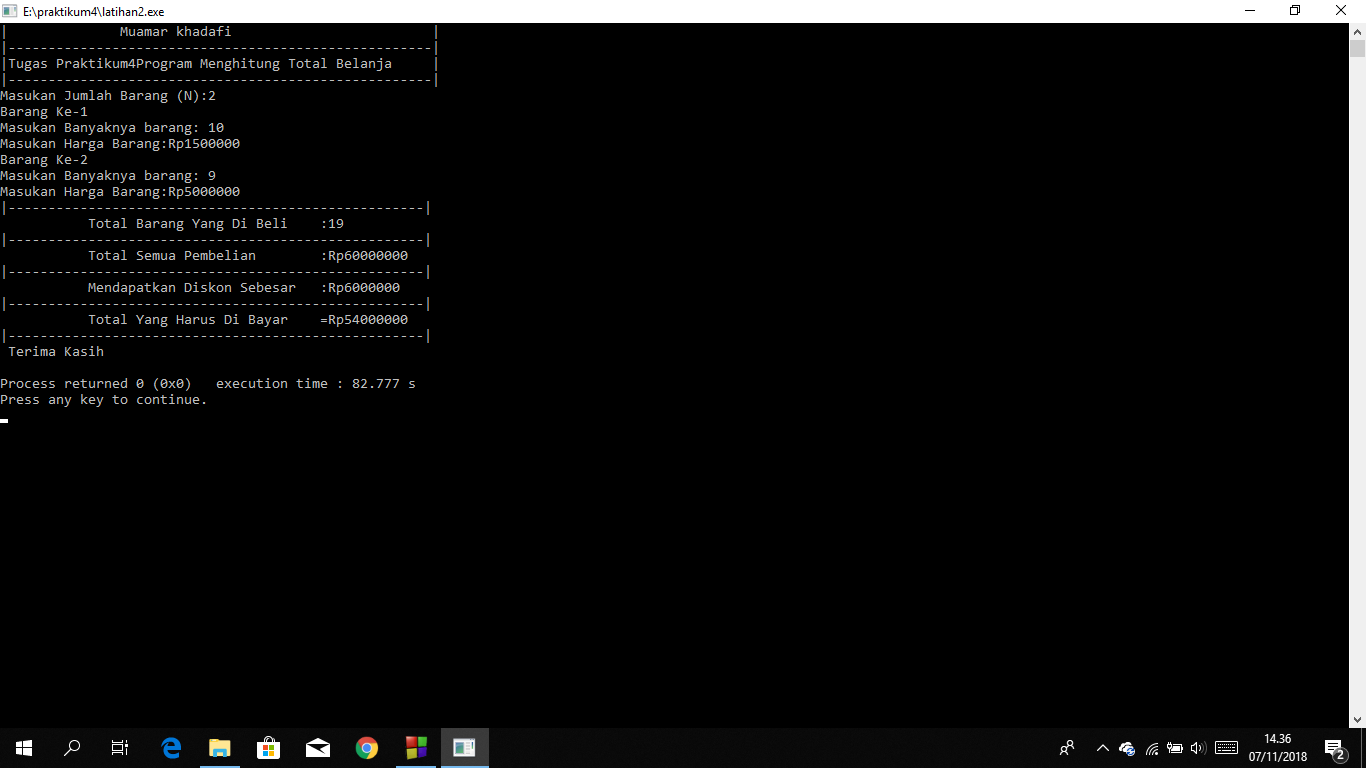 E:\praktikum4\latihan2.exe
| Muamar khadafi |
|-----------------------------------------------------|
|Tugas Praktikum4Program Menghitung Total Belanja |
|-----------------------------------------------------|
Masukan Jumlah Barang (N):2
Barang Ke-1
Masukan Banyaknya barang: 10
Masukan Harga Barang:Rp1500000
Barang Ke-2
Masukan Banyaknya barang: 9
Masukan Harga Barang:Rp5000000
|----------------------------------------------------|
Total Barang Yang Di Beli :19
|----------------------------------------------------|
Total Semua Pembelian :Rp60000000
|----------------------------------------------------|
Mendapatkan Diskon Sebesar :Rp6000000
|----------------------------------------------------|
Total Yang Harus Di Bayar =Rp54000000
|----------------------------------------------------|
Terima Kasih
Process returned 0 (0x0) execution time : 82.777 s
Press any key to continue.
14.36
07/11/2018
2